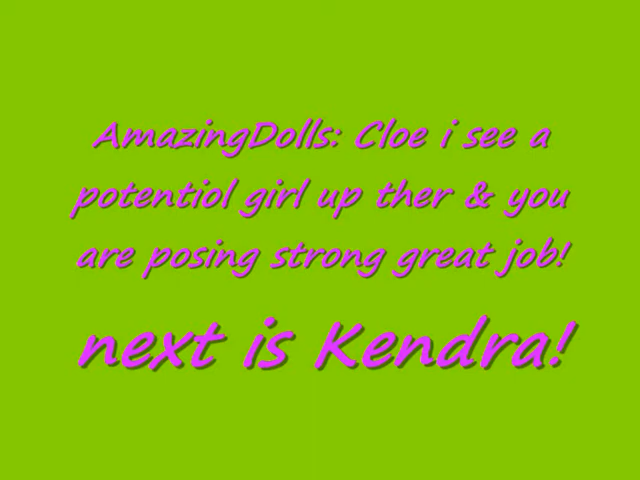 AmazingDolls: Cloe i see a
potentiol girl up ther & you
are posing strong great job!
next is Kendra!